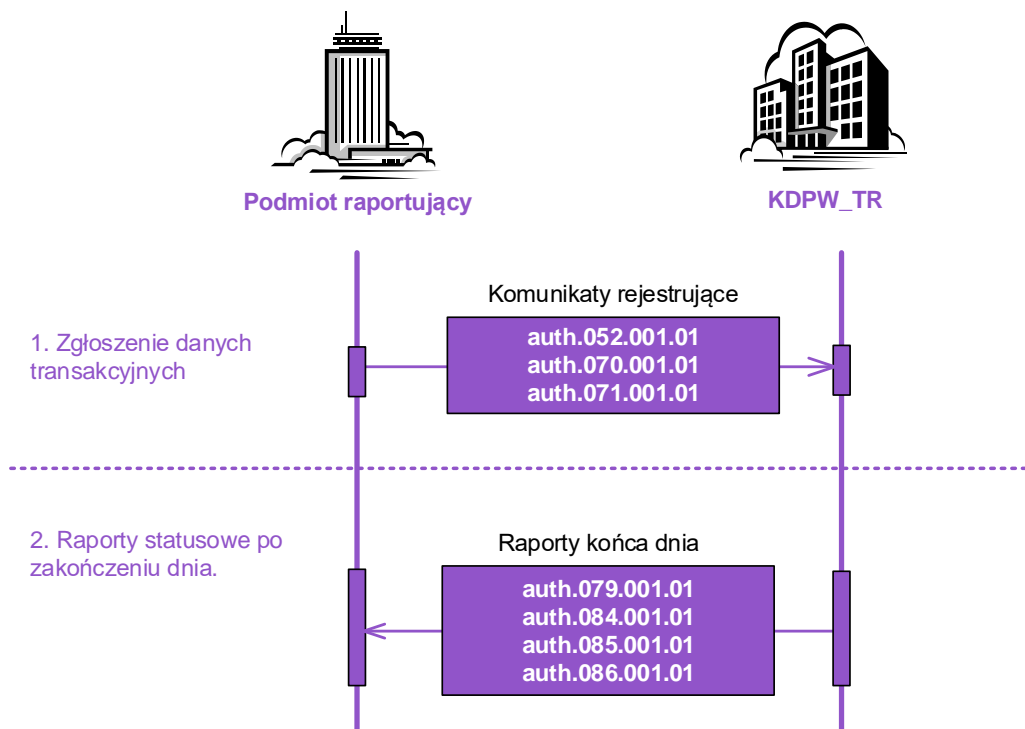 Podmiot raportujący
KDPW_TR
Komunikaty rejestrujące
1. Zgłoszenie danych
transakcyjnych
auth.052.001.01
auth.070.001.01
auth.071.001.01
2. Raporty statusowe po
zakończeniu dnia.
Raporty końca dnia
auth.079.001.01
auth.084.001.01
auth.085.001.01
auth.086.001.01